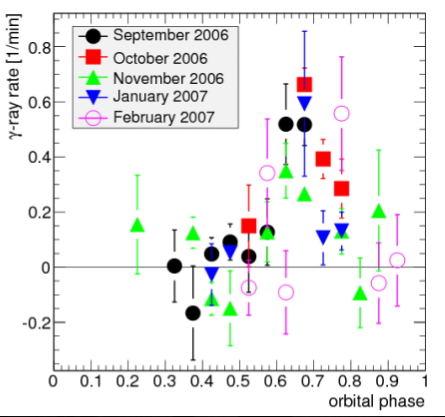 γ-ray rate [1/min]
September 2006
October 2006
November 2006
January 2007
February 2007
0.8
0.6
0.4
0.2
0
-0.2
0 0.1 0.2 0.3 0.4 0.5 0.6 0.7 0.8 0.9 1
orbital phase